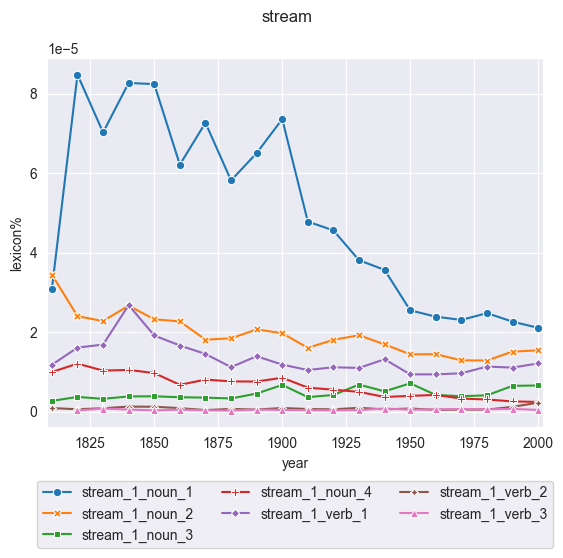 stream
1e−5
8
6
4
2
0
lexicon%
1825 1850 1875 1900 1925 1950 1975 2000
year
stream_1_noun_1 stream_1_noun_4 stream_1_verb_2
stream_1_noun_2 stream_1_verb_1 stream_1_verb_3
stream_1_noun_3